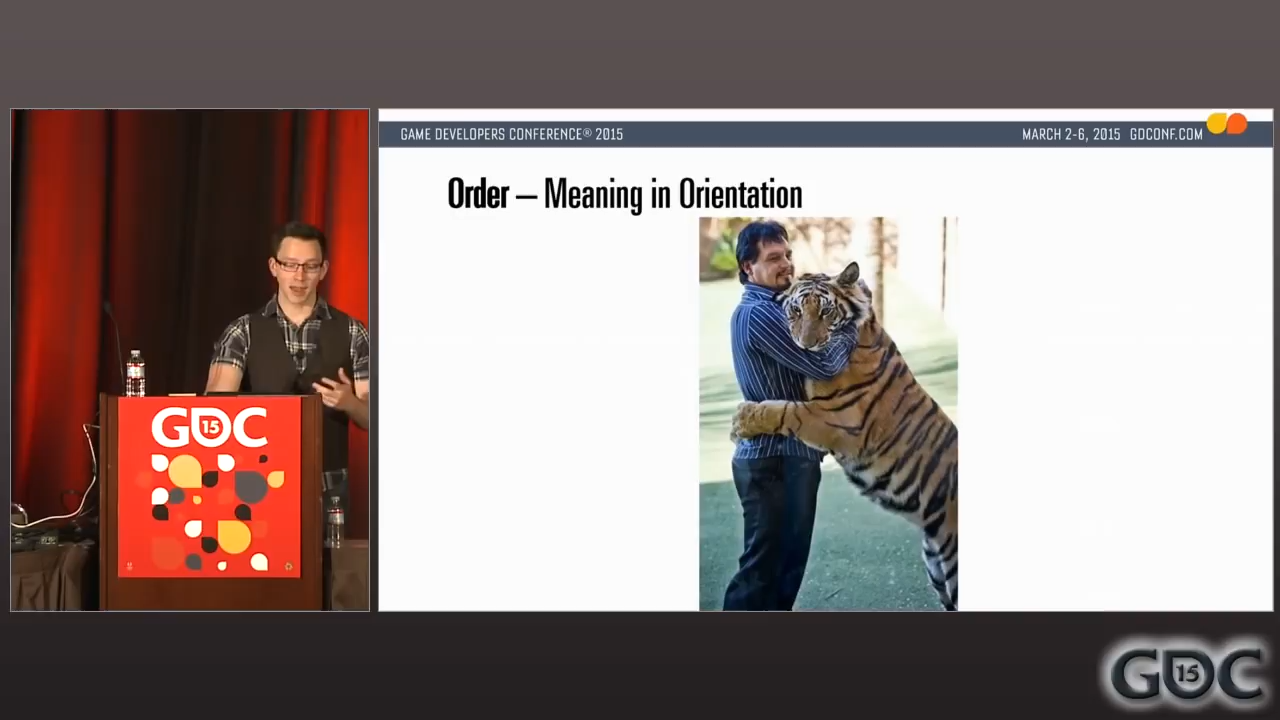 GAME DEVELOPERS CONFERENCE® 2015
MARCH 2-6, 2015 GDCONF.COM
Order – Meaning in Orientation
GDC
15
GDC
15